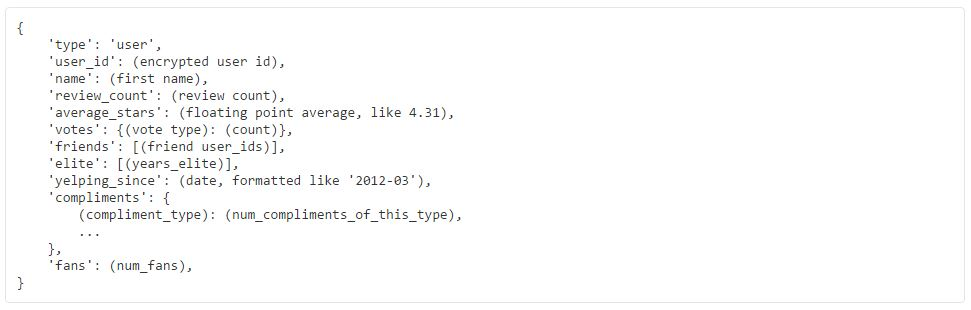 {
    'type': 'user',
    'user_id': (encrypted user id),
    'name': (first name),
    'review_count': (review count),
    'average_stars': (floating point average, like 4.31),
    'votes': {(vote type): (count)},
    'friends': [(friend user_ids)],
    'elite': [(years_elite)],
    'yelping_since': (date, formatted like '2012-03'),
    'compliments': {
        (compliment_type): (num_compliments_of_this_type),
        ...
    },
    'fans': (num_fans),
}